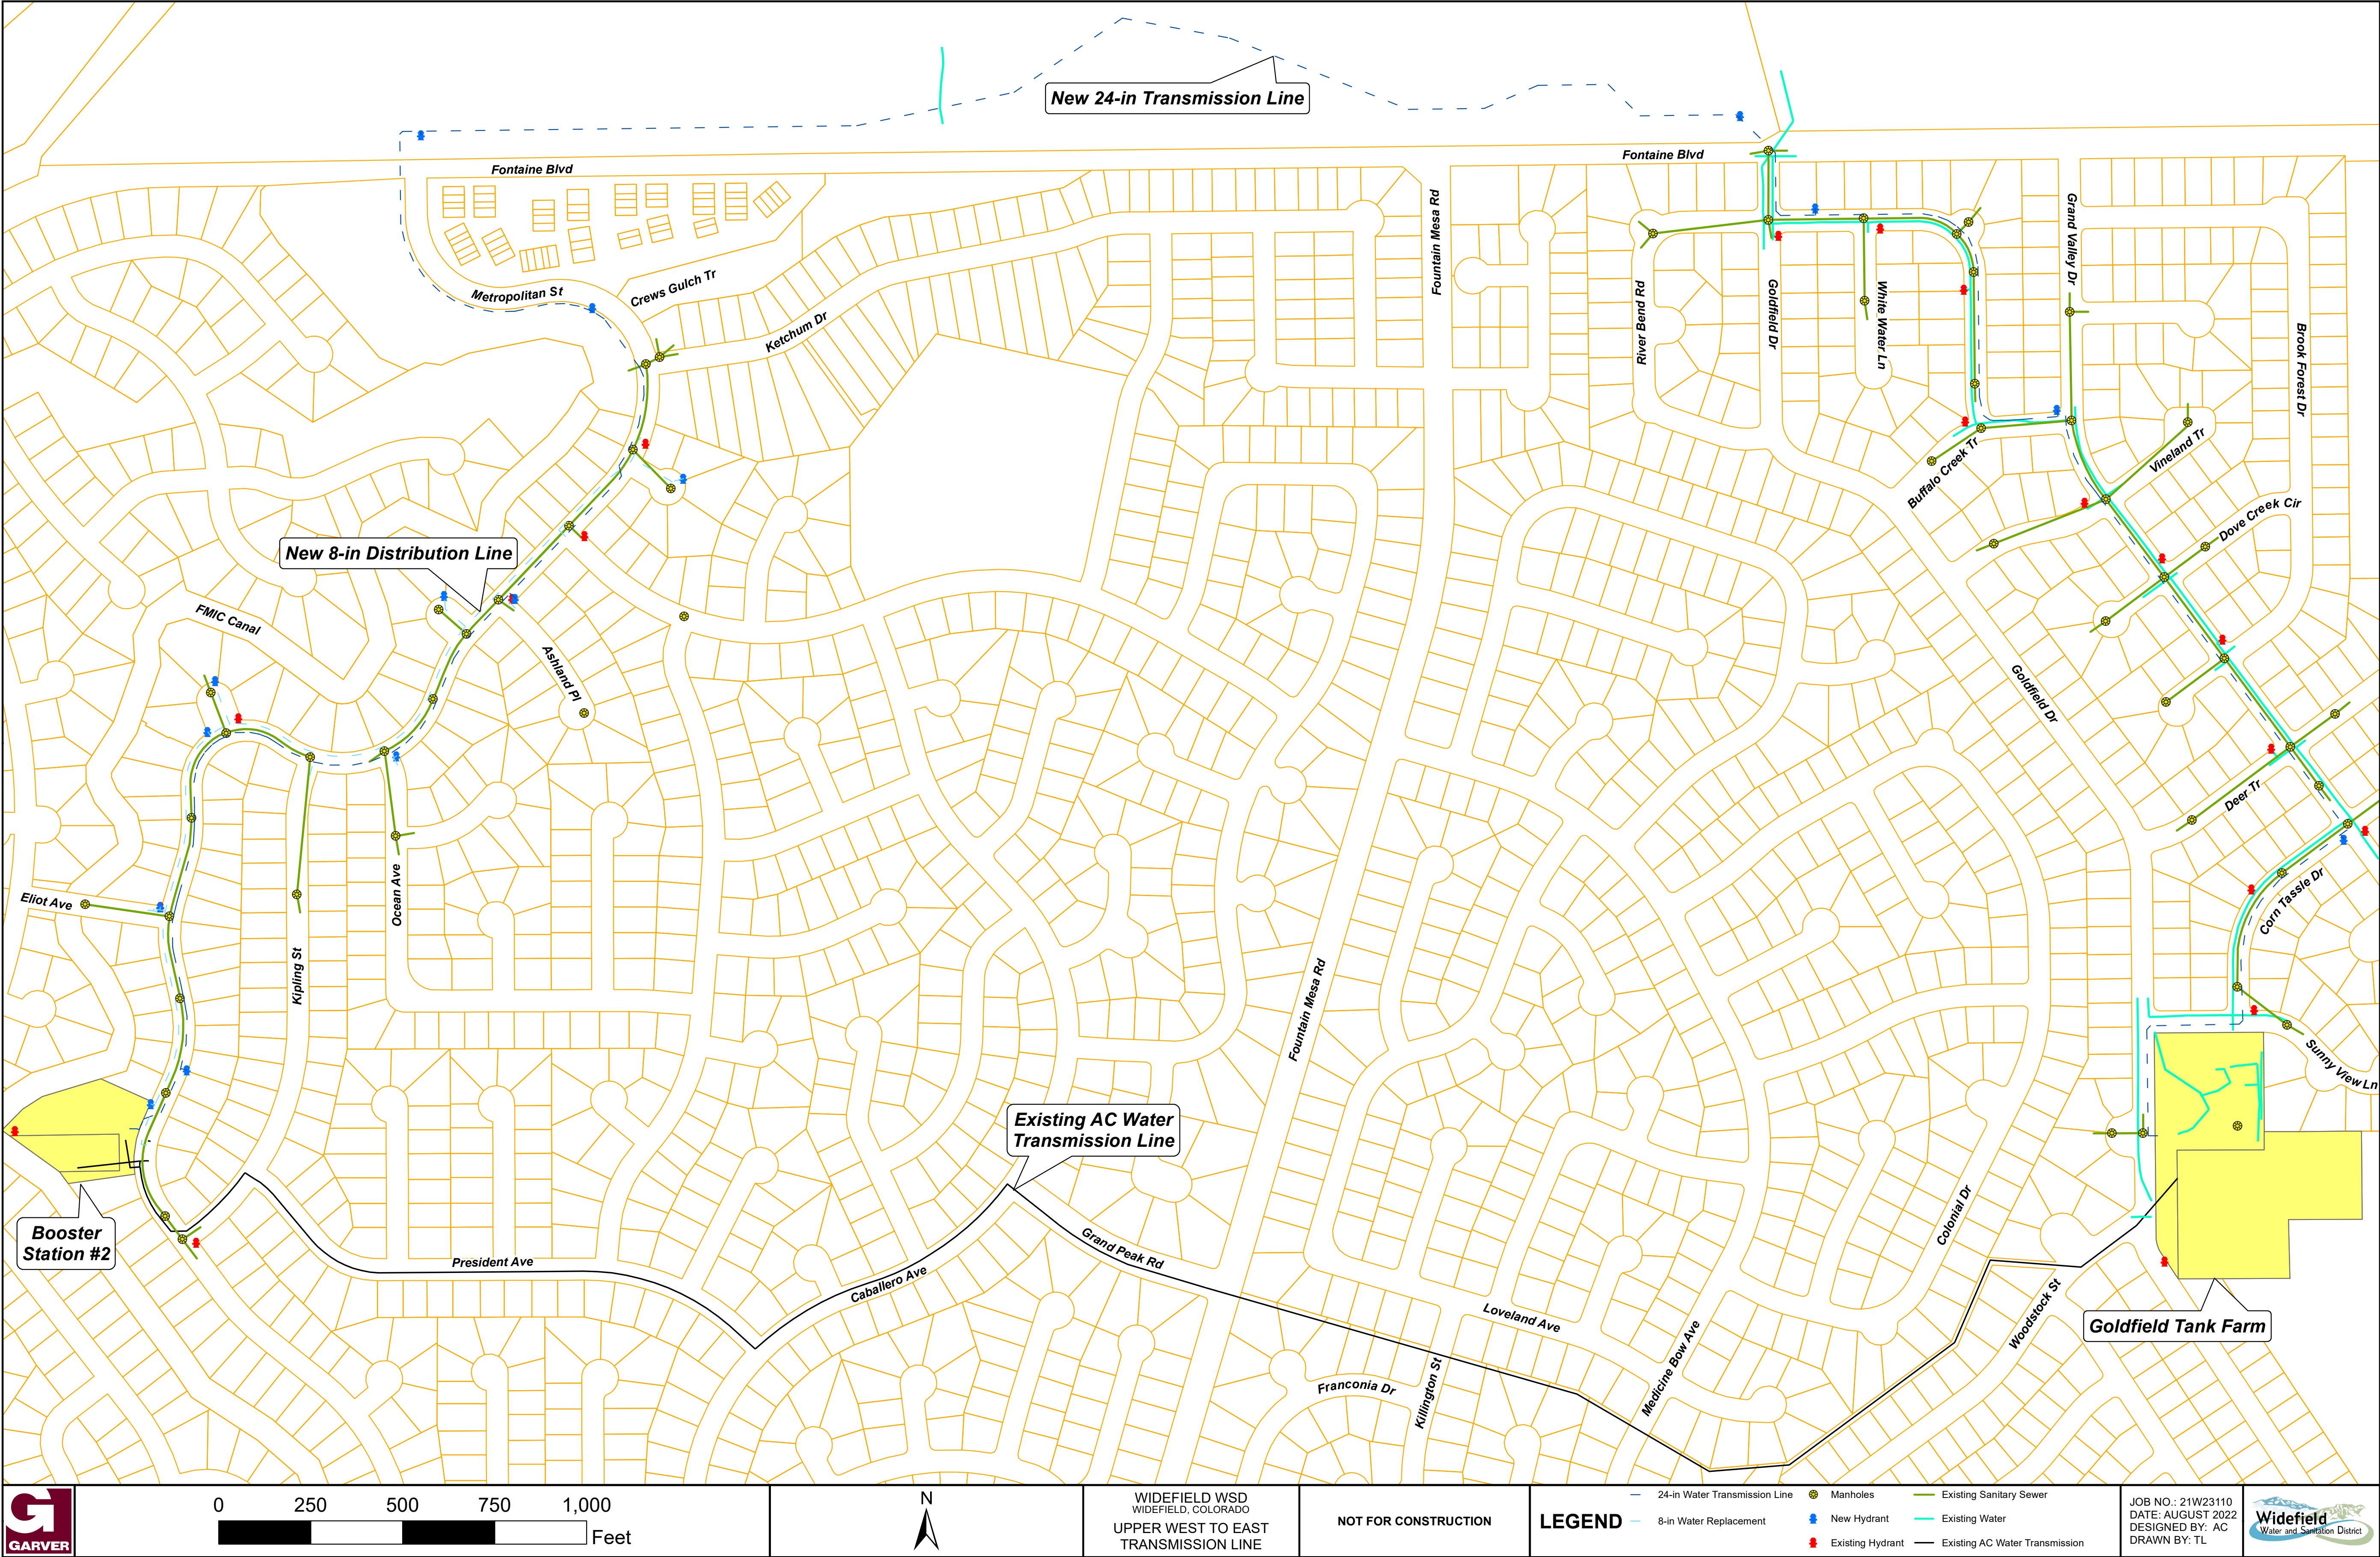 New 24-in Transmission Line
Fontaine Blvd
Fontaine Blvd
Metropolitan St
Crews Gulch Tr
Ketchum Dr
Fountain Mesa Rd
River Bend Rd
Goldfield Dr
White Water Ln
Grand Valley Dr
Brook Forest Dr
Buffalo Creek Tr
Vineland Tr
Dove Creek Cir
New 8-in Distribution Line
FMIC Canal
Ashland Pl
Goldfield Dr
Deer Tr
Corn Tassle Dr
Eliot Ave
Kipling St
Ocean Ave
Fountain Mesa Rd
Sunny View Ln
Existing AC Water
Transmission Line
Booster
Station #2
President Ave
Caballero Ave
Grand Peak Rd
Loveland Ave
Colonial Dr
Woodstock St
Medicine Bow Ave
Killington St
Franconia Dr
Goldfield Tank Farm
G
GARVER
0 250 500 750 1,000
Feet
N
WIDEFIELD WSD
WIDEFIELD, COLORADO
UPPER WEST TO EAST
TRANSMISSION LINE
NOT FOR CONSTRUCTION
LEGEND
24-in Water Transmission Line
8-in Water Replacement
Manholes
New Hydrant
Existing Hydrant
Existing Sanitary Sewer
Existing Water
Existing AC Water Transmission
JOB NO.: 21W23110
DATE: AUGUST 2022
DESIGNED BY: AC
DRAWN BY: TL
Widefield
Water and Sanitation District